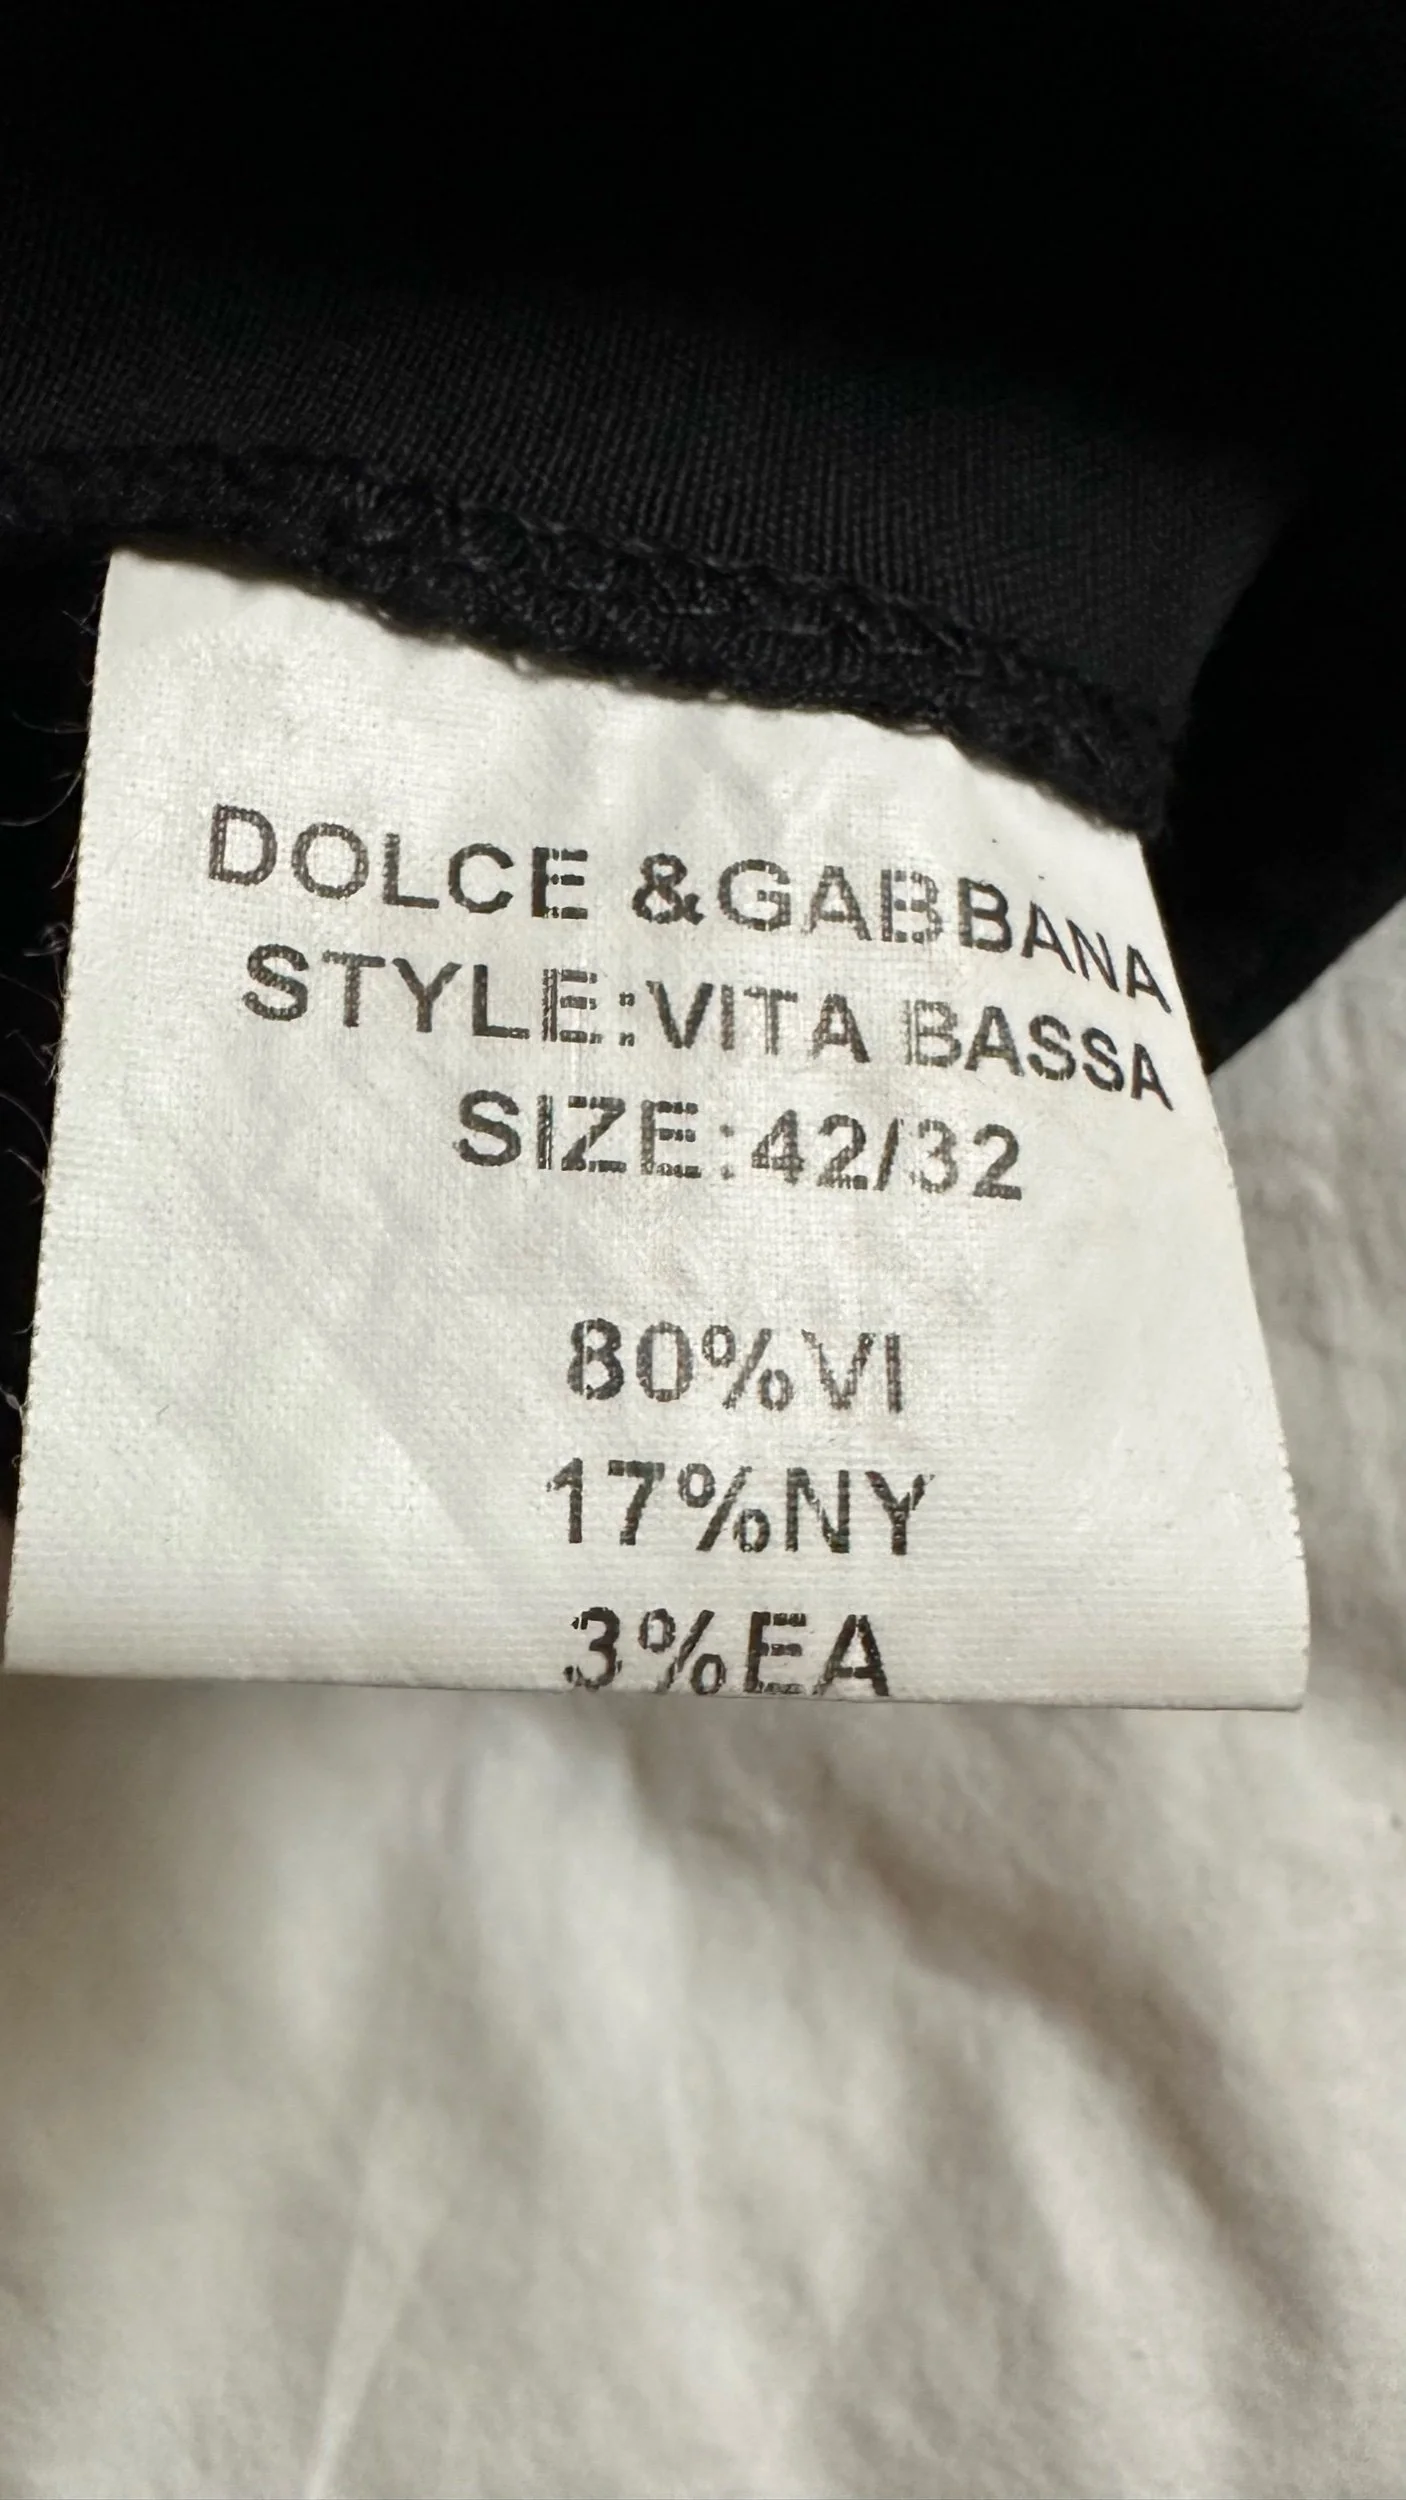 DOLCE &GABBANA
STYLE:VITA BASSA
SIZE:42/32
80%VI
17%NY
3%EA